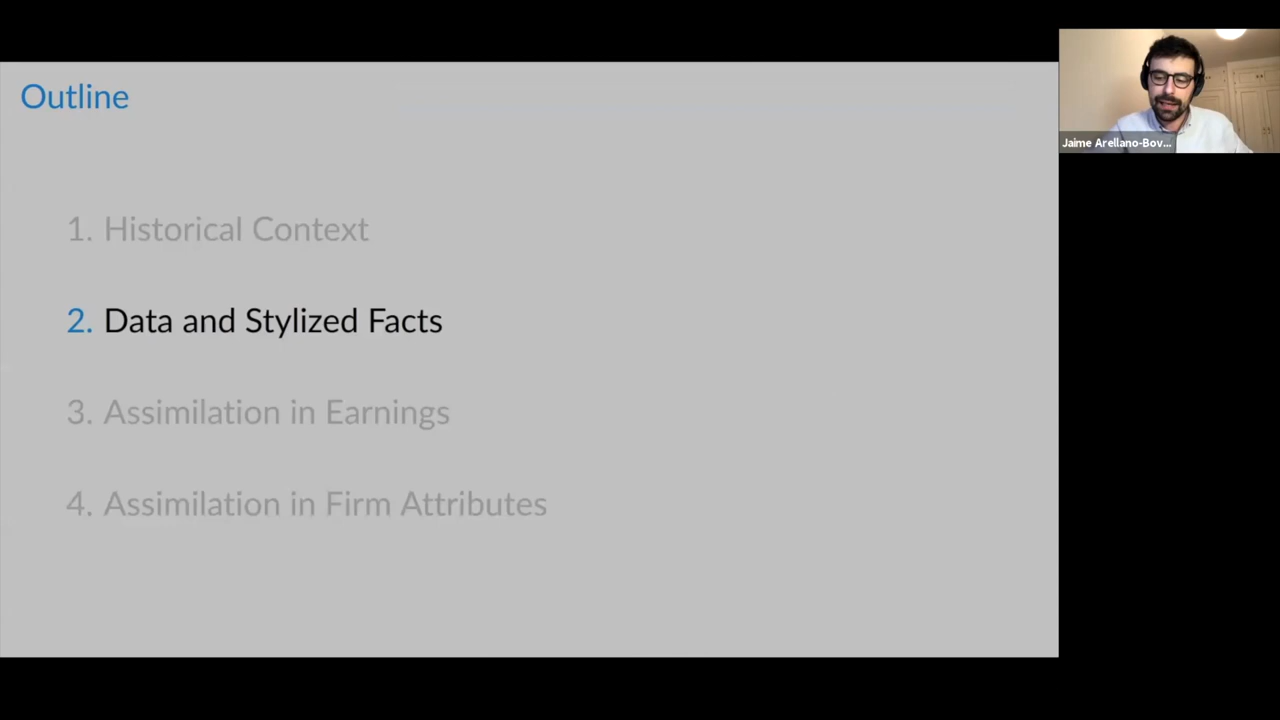 Outline
1. Historical Context
2. Data and Stylized Facts
3. Assimilation in Earnings
4. Assimilation in Firm Attributes
Jaime Arellano-Bov...